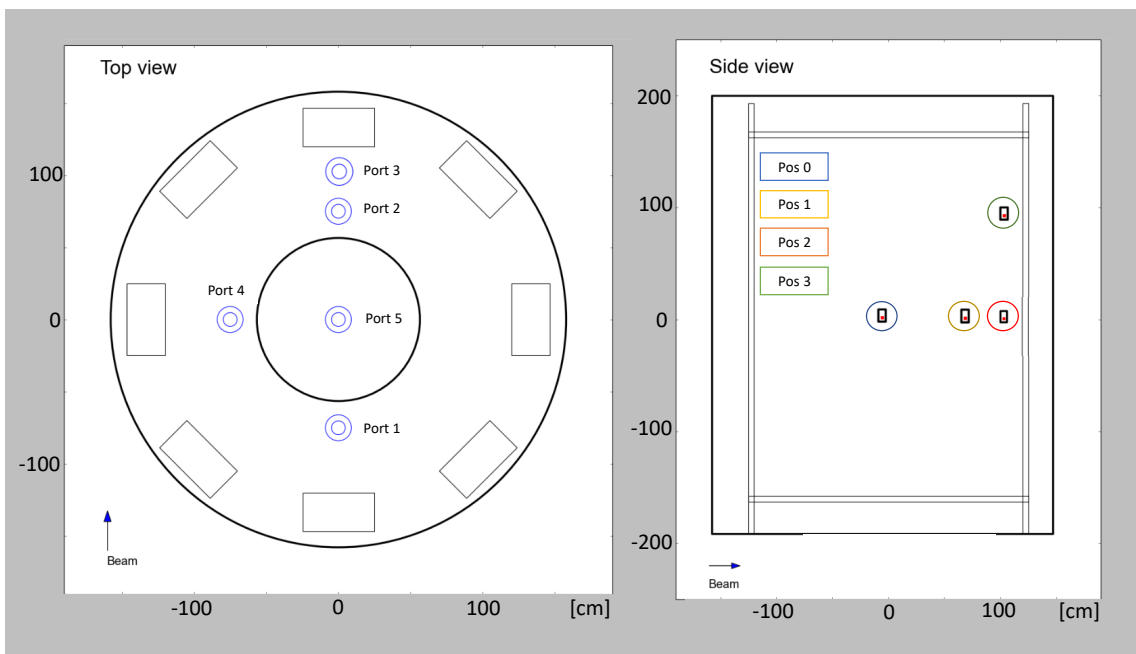 Top view
Port 3
Port 2
Port 4
Port 5
Port 1
100
0
-100
Beam
-100
0
100
[cm]
Side view
200
100
0
-100
-200
Pos 0
Pos 1
Pos 2
Pos 3
Beam
-100
0
100
[cm]